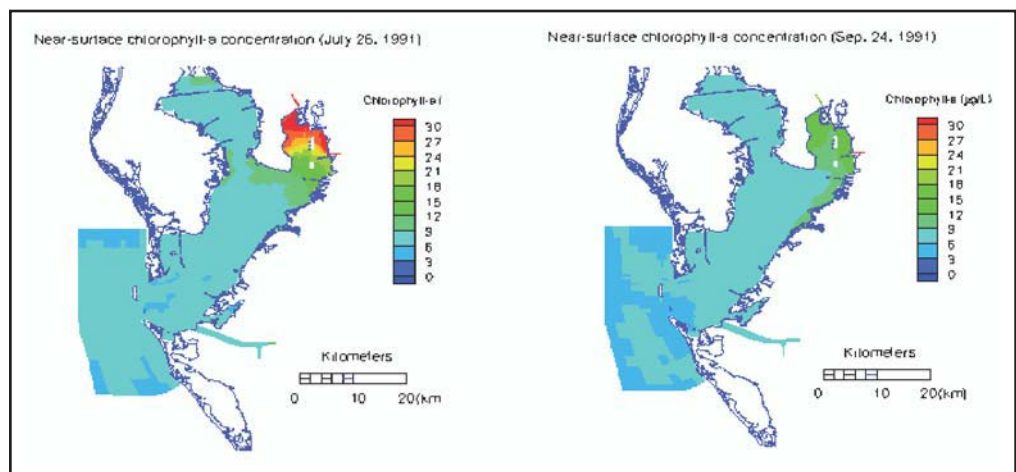 Near-surface chlorophyll-a concentration (July 26, 1991)
Chlorophyll-a (
30
27
24
21
18
15
12
9
6
3
0
Kilometers
0 10 20(km
Near-surface chlorophyll-a concentration (Sep. 24, 1991)
Chlorophyll-a (µg/L)
30
27
24
21
18
15
12
9
6
3
0
Kilometers
0 10 20(km)